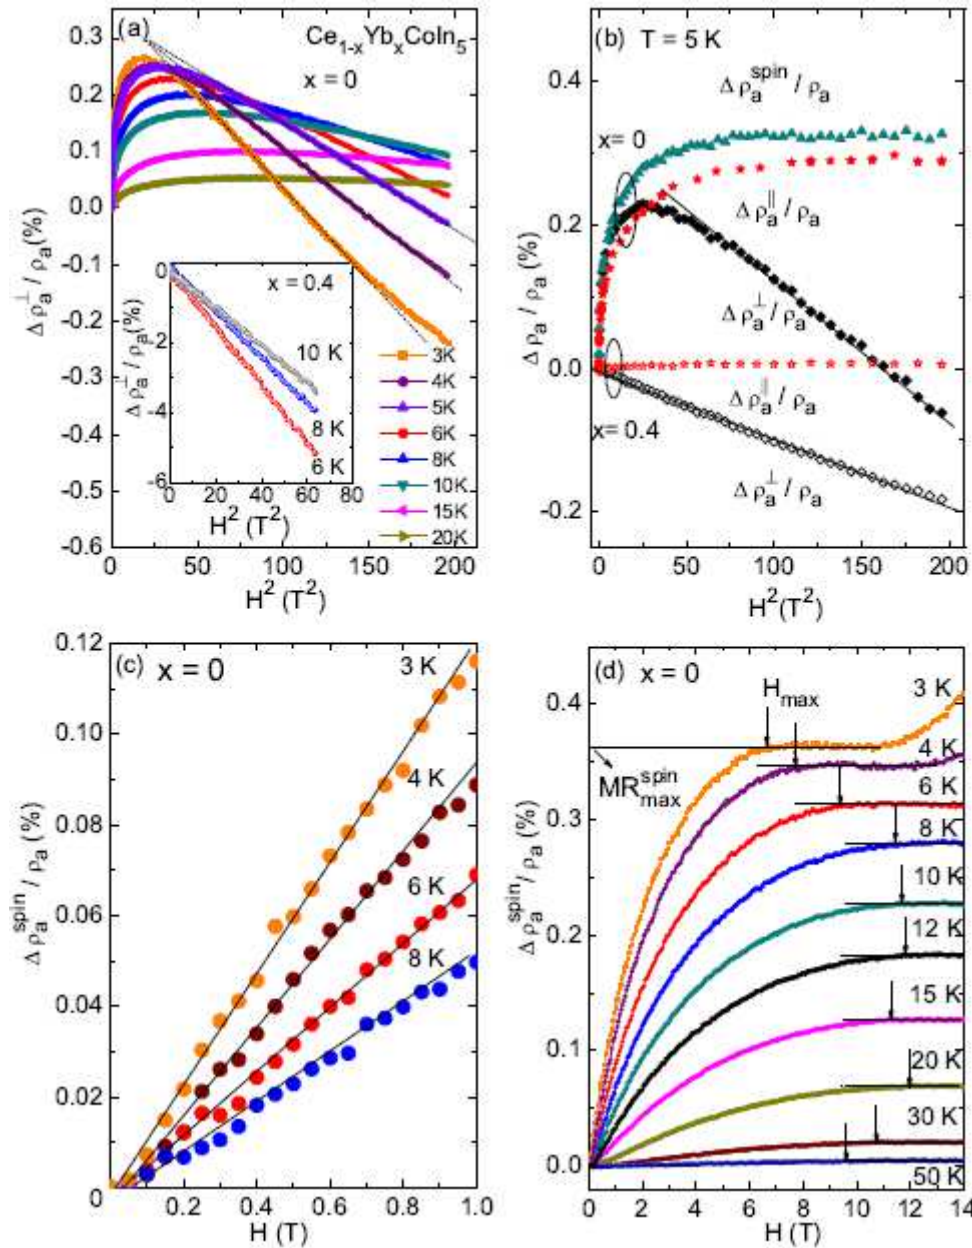 (a)
Ce1-xYbxCoIn5
x = 0
0.3
0.2
0.1
0.0
-0.1
-0.2
-0.3
-0.4
-0.5
-0.6
Δρa⊥/ρa(%)
0
50
100
150
200
H2 (T2)
0
-2
-4
-6
Δρa⊥/ρa(%)
x = 0.4
10 K
8 K
6 K
0
20
40
60
80
H2 (T2)
3K
4K
5K
6K
8K
10K
15K
20K
(b)
T = 5 K
0.4
0.2
0.0
-0.2
Δρa/ρa(%)
Δρaspin/ρa
x= 0
Δρa||/ρa
Δρa⊥/ρa
Δρa||/ρa
x= 0.4
Δρa⊥/ρa
0
50
100
150
200
H2(T2)
(c)
x = 0
0.12
0.10
0.08
0.06
0.04
0.02
0
Δρaspin/ρa(%)
3 K
4 K
6 K
8 K
0.0
0.2
0.4
0.6
0.8
1.0
H (T)
(d)
x = 0
0.4
0.3
0.2
0.1
0.0
Δρaspin/ρa(%)
Hmax
MRmaxspin
3 K
4 K
6 K
8 K
10 K
12 K
15 K
20 K
30 K
50 K
0
2
4
6
8
10
12
14
H (T)